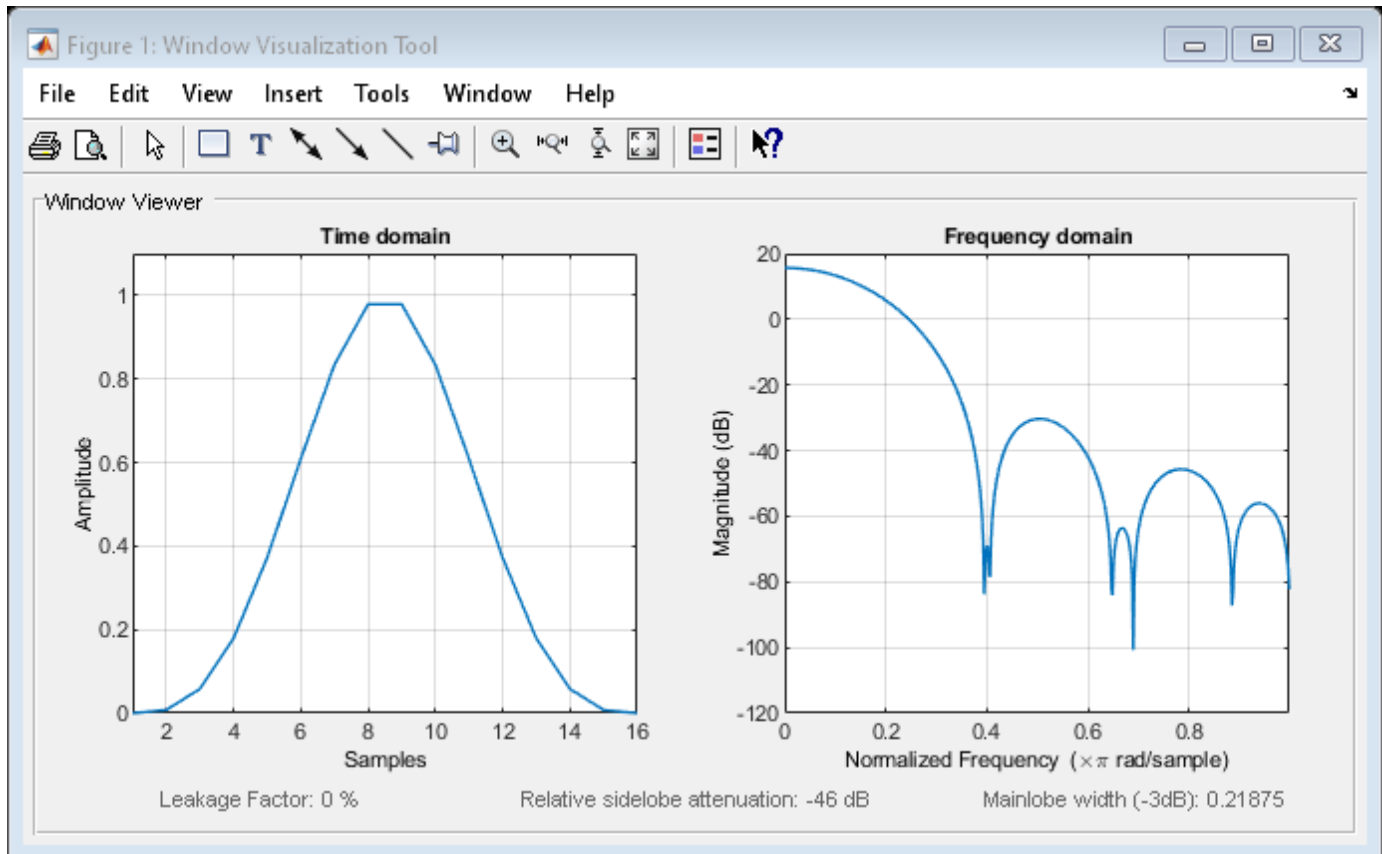 Figure 1: Window Visualization Tool
File Edit View Insert Tools Window Help
T
?
Window Viewer
Time domain
1
0.8
0.6
0.4
0.2
0
Amplitude
2 4 6 8 10 12 14 16
Samples
Frequency domain
20
0
-20
-40
-60
-80
-100
-120
Magnitude (dB)
0 0.2 0.4 0.6 0.8
Normalized Frequency (×π rad/sample)
Leakage Factor: 0 %
Relative sidelobe attenuation: -46 dB
Mainlobe width (-3dB): 0.21875